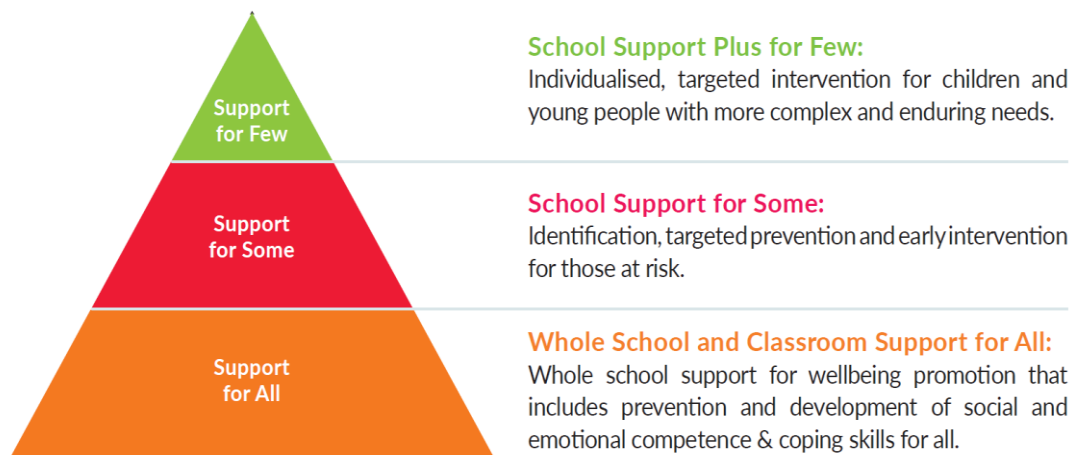 Support
for Few
School Support Plus for Few:
Individualised, targeted intervention for children and
young people with more complex and enduring needs.
Support
for Some
School Support for Some:
Identification, targeted prevention and early intervention
for those at risk.
Support
for All
Whole School and Classroom Support for All:
Whole school support for wellbeing promotion that
includes prevention and development of social and
emotional competence & coping skills for all.